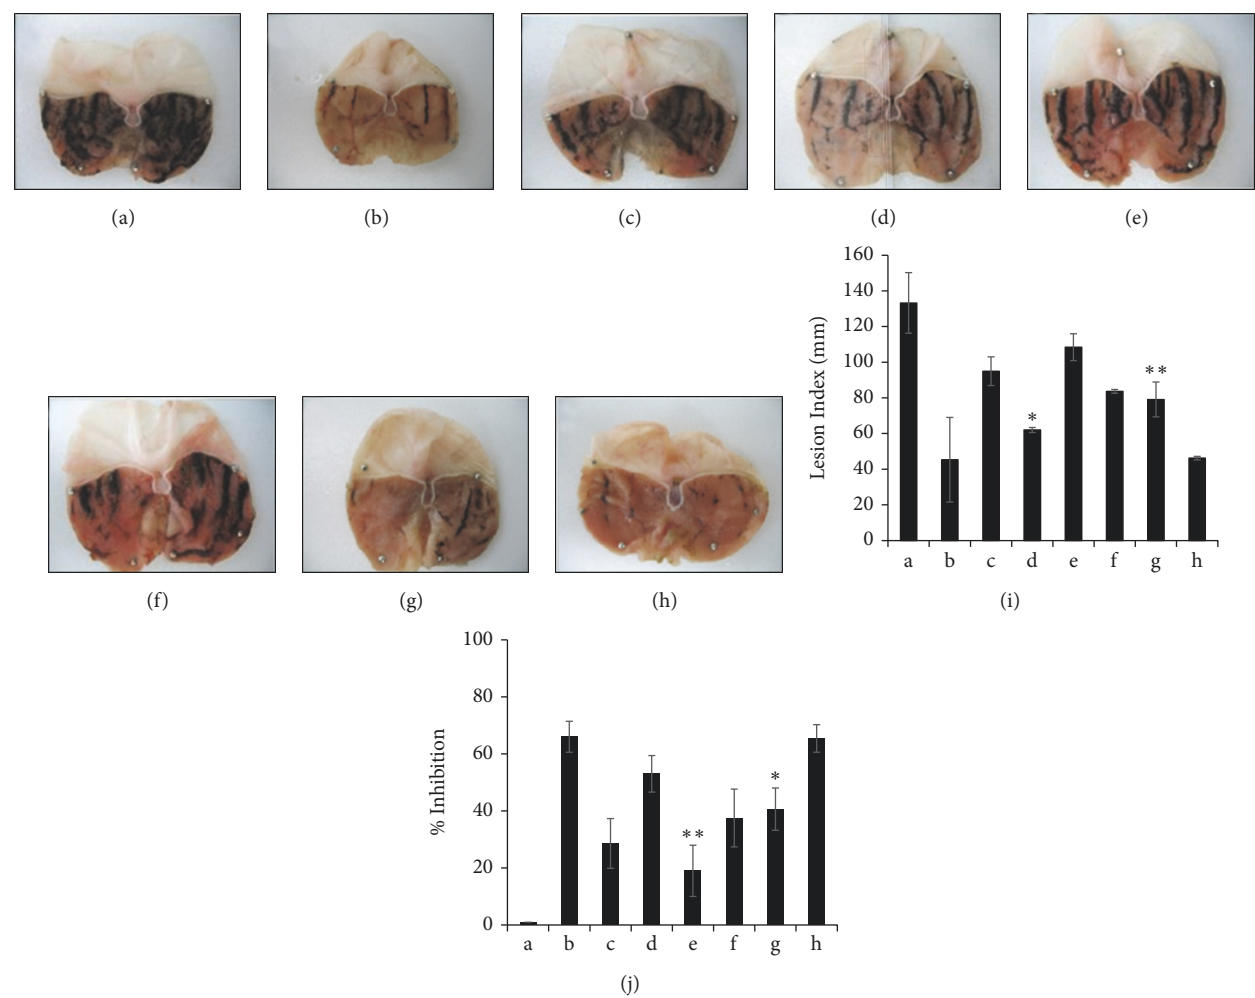 (a) (b) (c) (d) (e)
160
140
120
100
80
60
40
20
0
Lesion Index (mm)
*
**
a b c d e f g h
(f) (g) (h) (i)
100
80
60
40
20
0
% Inhibition
**
*
a b c d e f g h
(j)